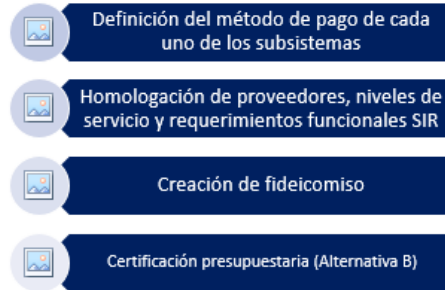 Definición del método de pago de cada
uno de los subsistemas
Homologación de proveedores, niveles de
servicio y requerimientos funcionales SIR
Creación de fideicomiso
Certificación presupuestaria (Alternativa B)